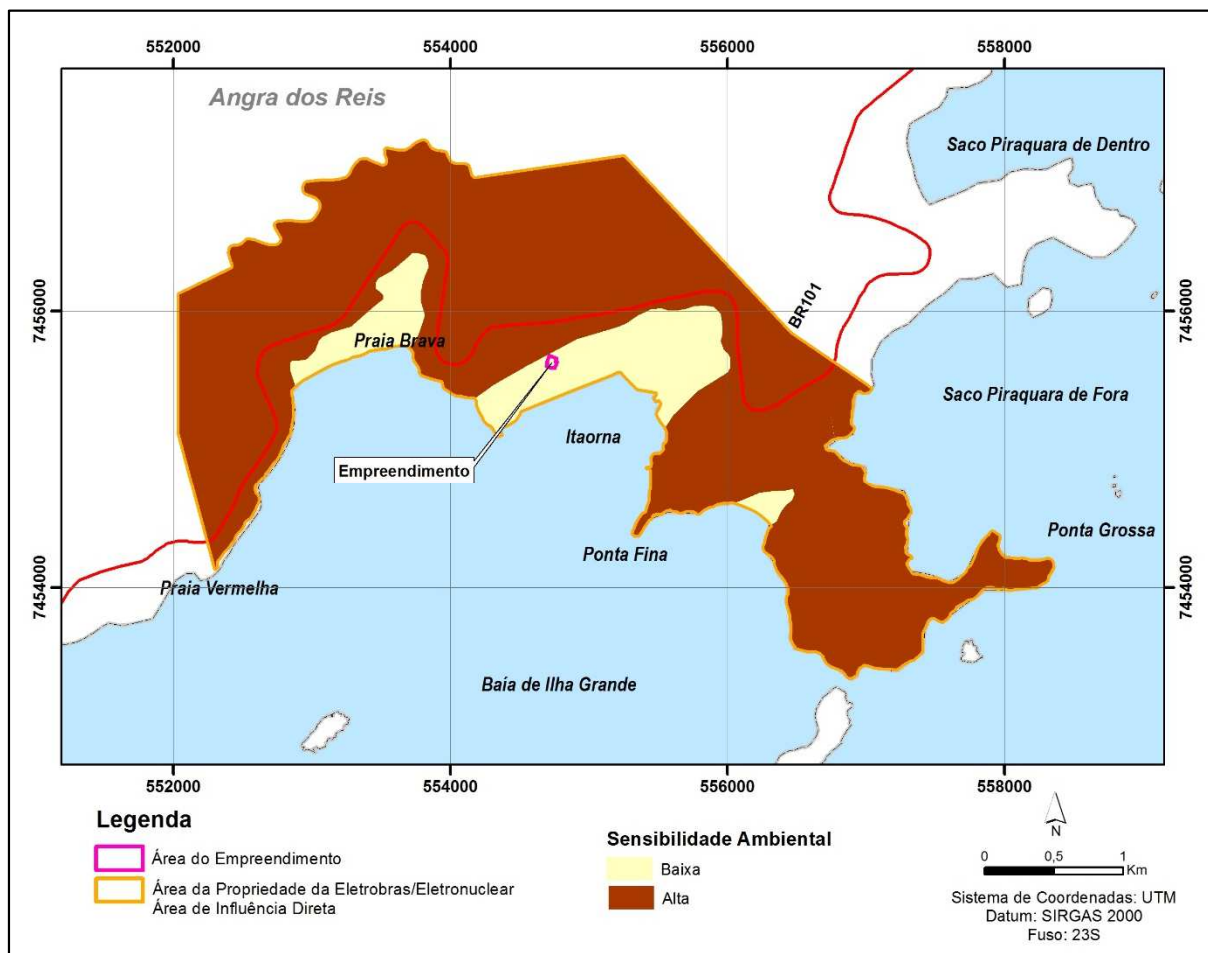 552000
554000
556000
558000
Angra dos Reis
Saco Piraquara de Dentro
7456000
BR101
7456000
Praia Brava
Saco Piraquara de Fora
Itaorna
Empreendimento
Ponta Grossa
Ponta Fina
7454000
Praia Vermelha
7454000
Baia de Ilha Grande
552000
554000
556000
558000
Legenda
Área do Empreendimento
Área da Propriedade da Eletrobras/Eletronuclear
Área de Influência Direta
Sensibilidade Ambiental
Baixa
Alta
N
0 0,5 1
Km
Sistema de Coordenadas: UTM
Datum: SIRGAS 2000
Fuso: 23S